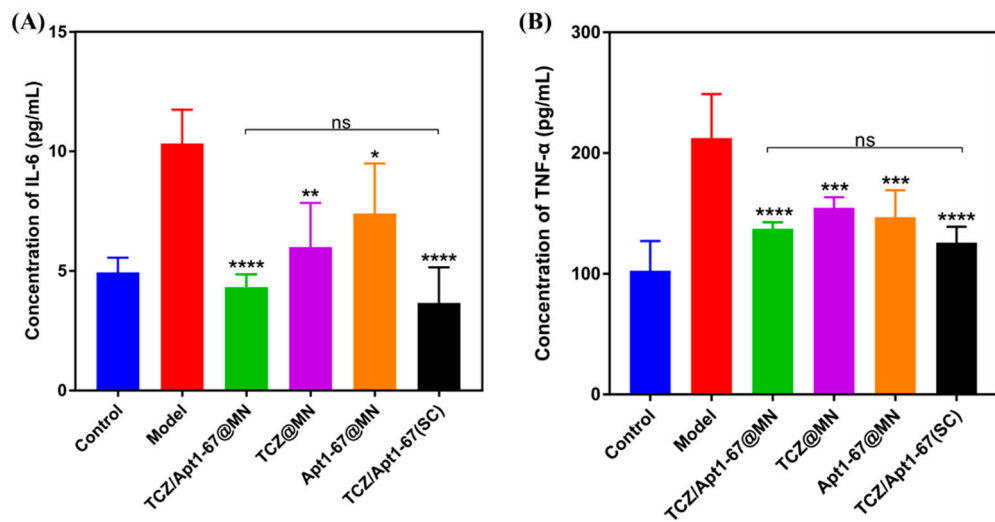 (A)
Concentration of IL-6 (pg/mL)
15
10
5
0
ns
****
**
*
****
Control
Model
TCZ/Apt1-67@MN
TCZ@MN
Apt1-67@MN
TCZ/Apt1-67(SC)
(B)
Concentration of TNF-α (pg/mL)
300
200
100
0
ns
****
***
***
****
Control
Model
TCZ/Apt1-67@MN
TCZ@MN
Apt1-67@MN
TCZ/Apt1-67(SC)